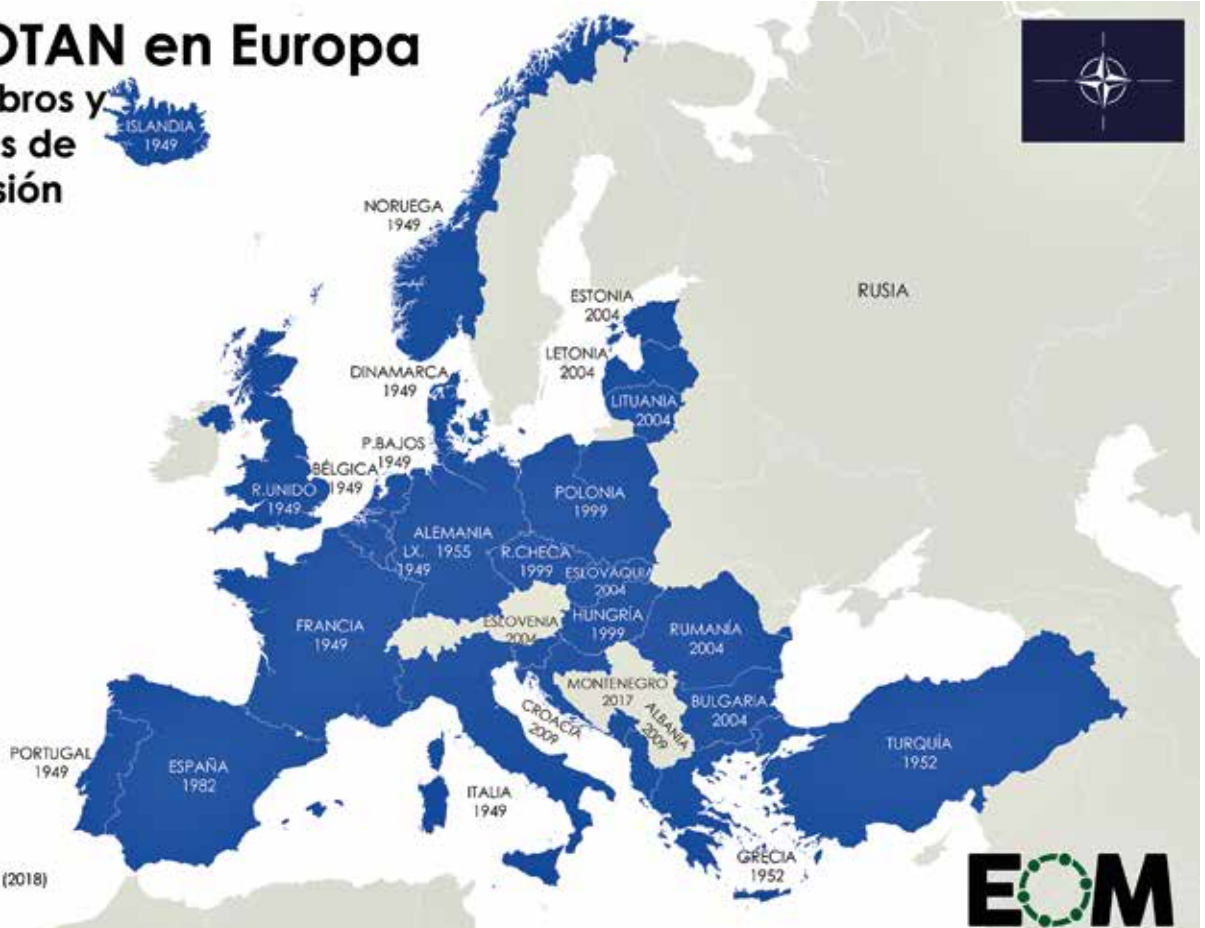 OTAN en Europa
bros y
s de
sión
ISLANDIA
1949
NORUEGA
1949
RUSIA
ESTONIA
2004
LETONIA
2004
DINAMARCA
1949
LITUANIA
2004
P.BAJOS
1949
BÉLGICA
1949
R.UNIDO
1949
POLONIA
1999
ALEMANIA
1955
LX.
1949
R.CHECA
1999
ESLOVAQUIA
2004
ESLOVENIA
2004
HUNGRÍA
1999
FRANCIA
1949
RUMANÍA
2004
MONTENEGRO
2017
CROACIA
2009
ALBANIA
2009
BULGARIA
2004
PORTUGAL
1949
ESPAÑA
1982
TURQUÍA
1952
ITALIA
1949
GRECIA
1952
(2018)
EOM